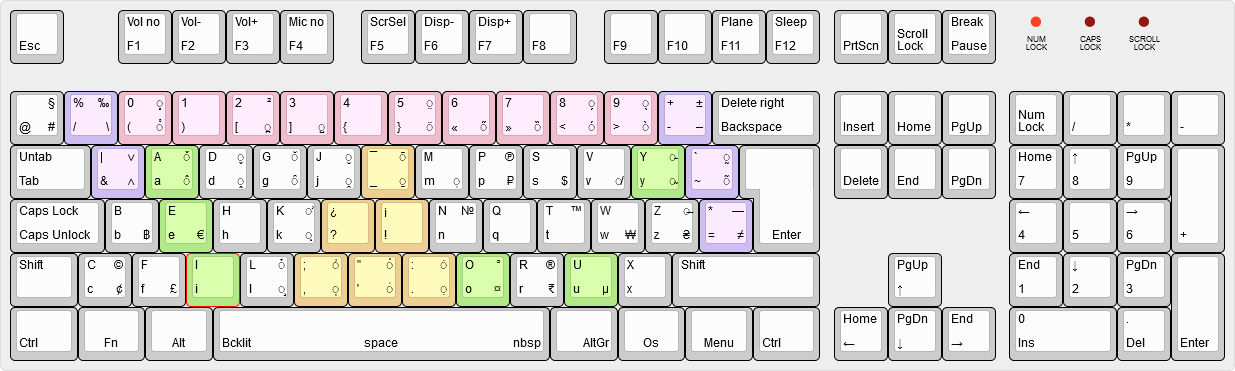 Esc
Vol no
F1
Vol-
F2
Vol+
F3
Mic no
F4
ScrSel
F5
Disp-
F6
Disp+
F7
F8
F9
F10
Plane
F11
Sleep
F12
PrtScn
Scroll
Lock
Break
Pause
NUM
LOCK
CAPS
LOCK
SCROLL
LOCK
§
@ #
% ‰
/ \
0
(
1
)
2 ²
[
3
]
4
{
5
}
6
«
7
»
8
<
9
>
+ ±
- –
Delete right
Backspace
Insert
Home
PgUp
Num
Lock
/
*
-
Untab
Tab
| ∨
& ∧
A
a
D
d
G
g
J
j
M
m
P ℗
p ₽
S
s $
V
v
Y
y
`
~
Delete
End
PgDn
Home
7
↑
8
PgUp
9
+
Caps Lock
Caps Unlock
B
b ฿
E
e €
H
h
K
k
¿
?
¡
!
N №
n
Q
q
T ™
t
W
w ₩
Z
z ₴
* —
= ≠
Enter
←
4
5
→
6
Shift
C ©
c ¢
F
f £
I
i
L
l
;
,
"
'
:
.
O °
o ¤
R ®
r ₹
U
u µ
X
x
Shift
PgUp
↑
End
1
↓
2
PgDn
3
Enter
Ctrl
Fn
Alt
Bcklit space nbsp
AltGr
Os
Menu
Ctrl
Home
←
PgDn
↓
End
→
0
Ins
.
Del